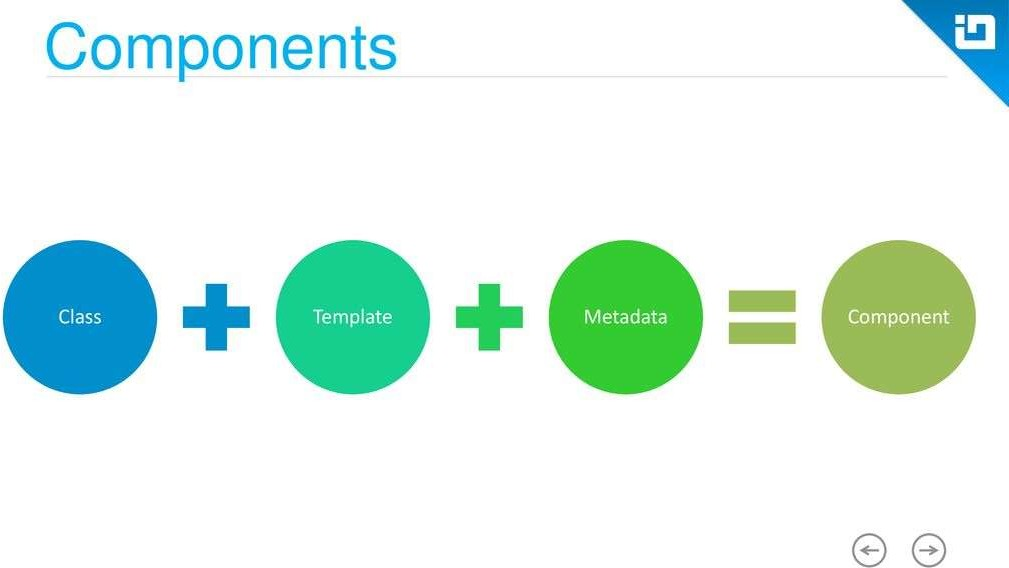 Components
Class
Template
Metadata
Component